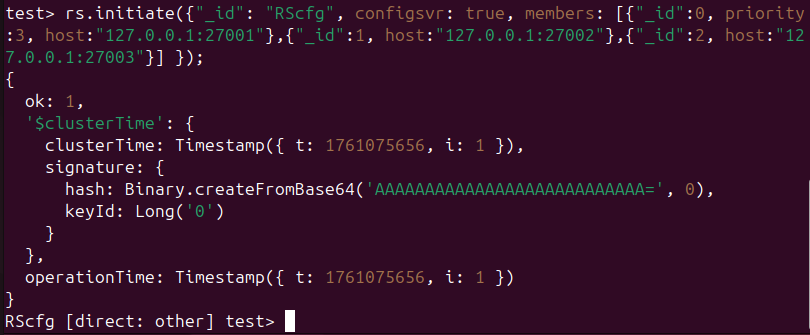 test> rs.initiate({"_id": "RScfg", configsvr: true, members: [{"_id":0, priority
:3, host:"127.0.0.1:27001"},{"_id":1, host:"127.0.0.1:27002"},{"_id":2, host:"12
7.0.0.1:27003"}] });
{
  ok: 1,
  '$clusterTime': {
    clusterTime: Timestamp({ t: 1761075656, i: 1 }),
    signature: {
      hash: Binary.createFromBase64('AAAAAAAAAAAAAAAAAAAAAAAAAAA=', 0),
      keyId: Long('0')
    }
  },
  operationTime: Timestamp({ t: 1761075656, i: 1 })
}
RScfg [direct: other] test>